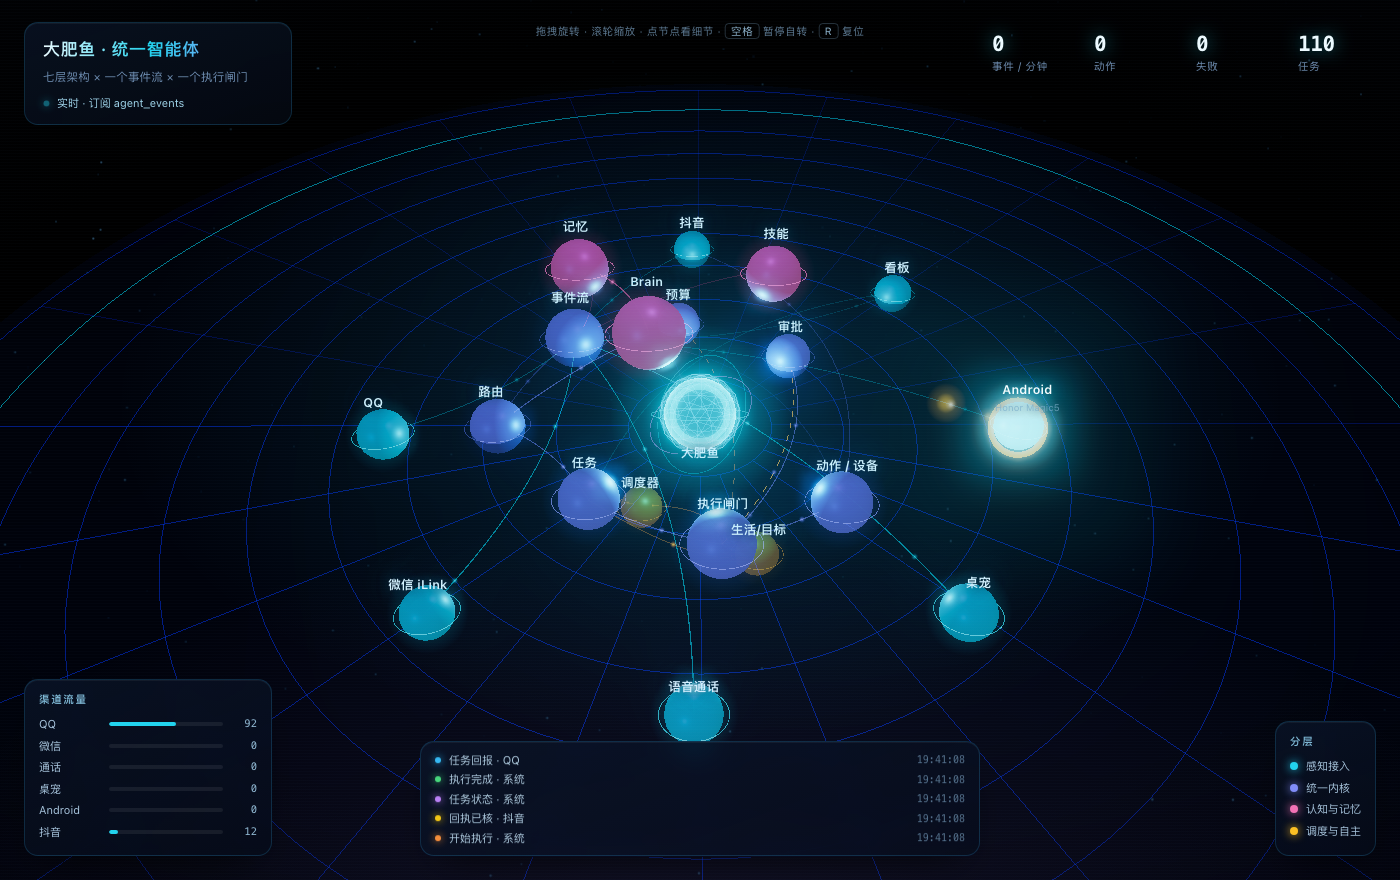 大肥鱼 · 统一智能体
七层架构 × 一个事件流 × 一个执行闸门
实时 · 订阅 agent_events
拖拽旋转 · 滚轮缩放 · 点节点看细节 · 空格 暂停自转 · R 复位
0 0 0 110
事件 / 分钟 动作 失败 任务
抖音
记忆
技能
看板
Brain
事件流
预算
审批
路由
QQ
Android
Honor Magic5
大肥鱼
任务
动作 / 设备
调度器
执行闸门
生活/目标
微信 iLink
桌宠
语音通话
渠道流量
QQ 92
微信 0
通话 0
桌宠 0
Android 0
抖音 12
任务回报 · QQ 19:41:08
执行完成 · 系统 19:41:08
任务状态 · 系统 19:41:08
回执已核 · 抖音 19:41:08
开始执行 · 系统 19:41:08
分层
感知接入
统一内核
认知与记忆
调度与自主